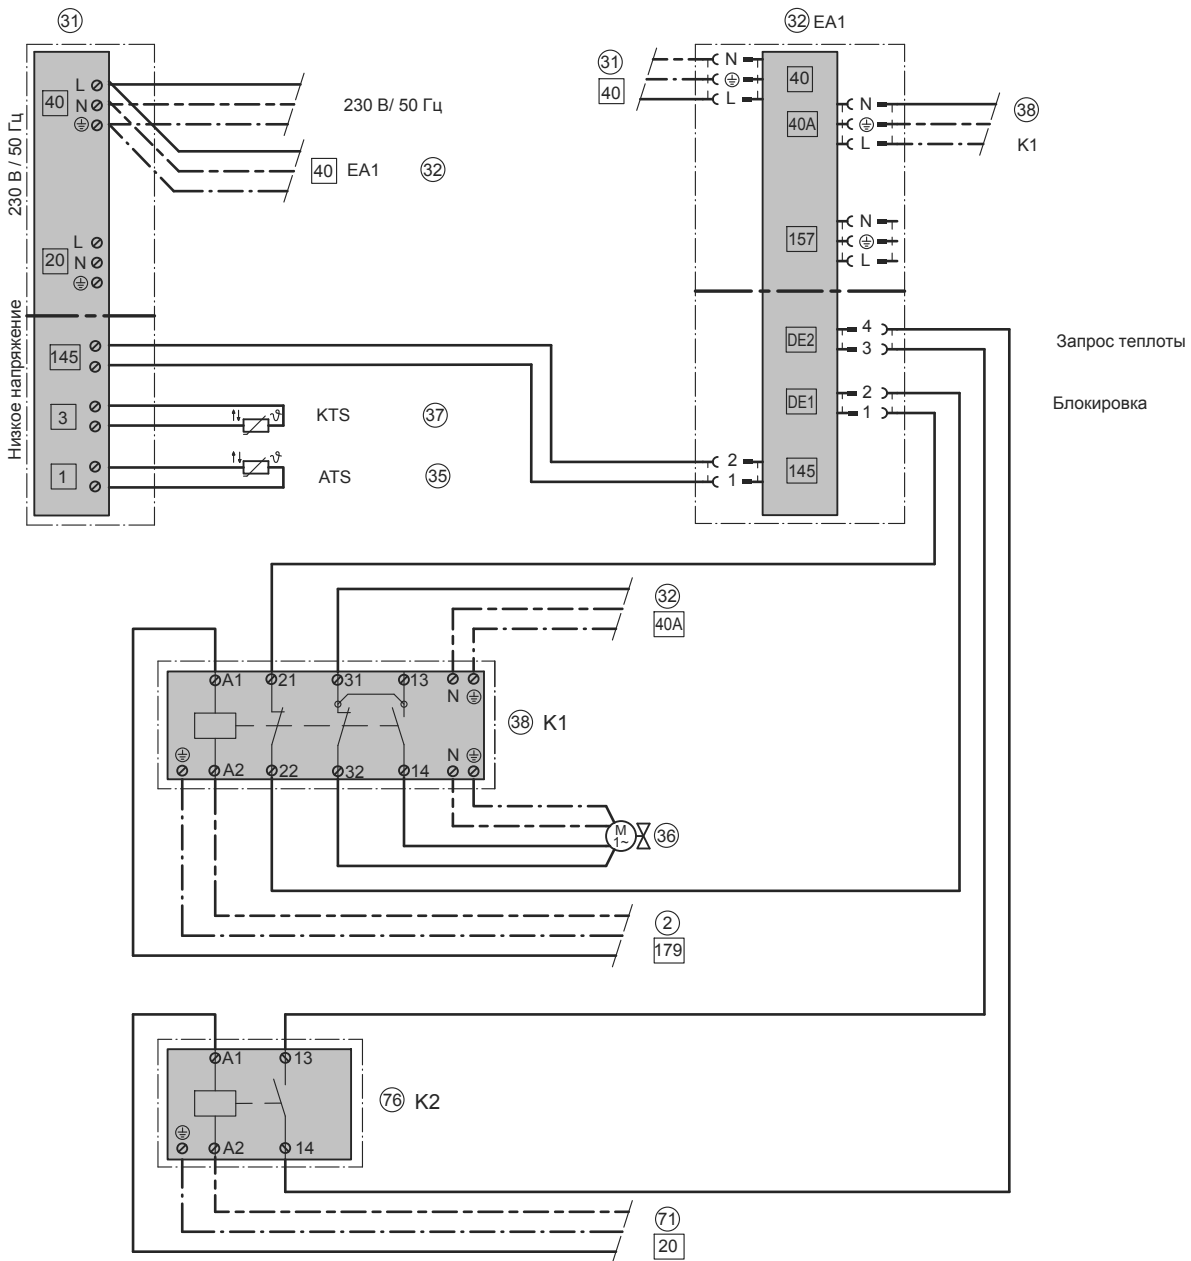 31
32 EA1
230 В / 50 Гц
Низкое напряжение
40
L
N
230 В/ 50 Гц
40 EA1 32
20
L
N
145
3
KTS 37
1
ATS 35
ϑ
ϑ
31
40
N
L
40
40A
N
L
38
K1
157
N
L
DE2
4
3
Запрос теплоты
DE1
2
1
Блокировка
145
2
1
32
40A
A1 21 31 13
N
38 K1
N
A2 22 32 14
M
1~
36
2
179
A1 13
76 K2
A2 14
71
20